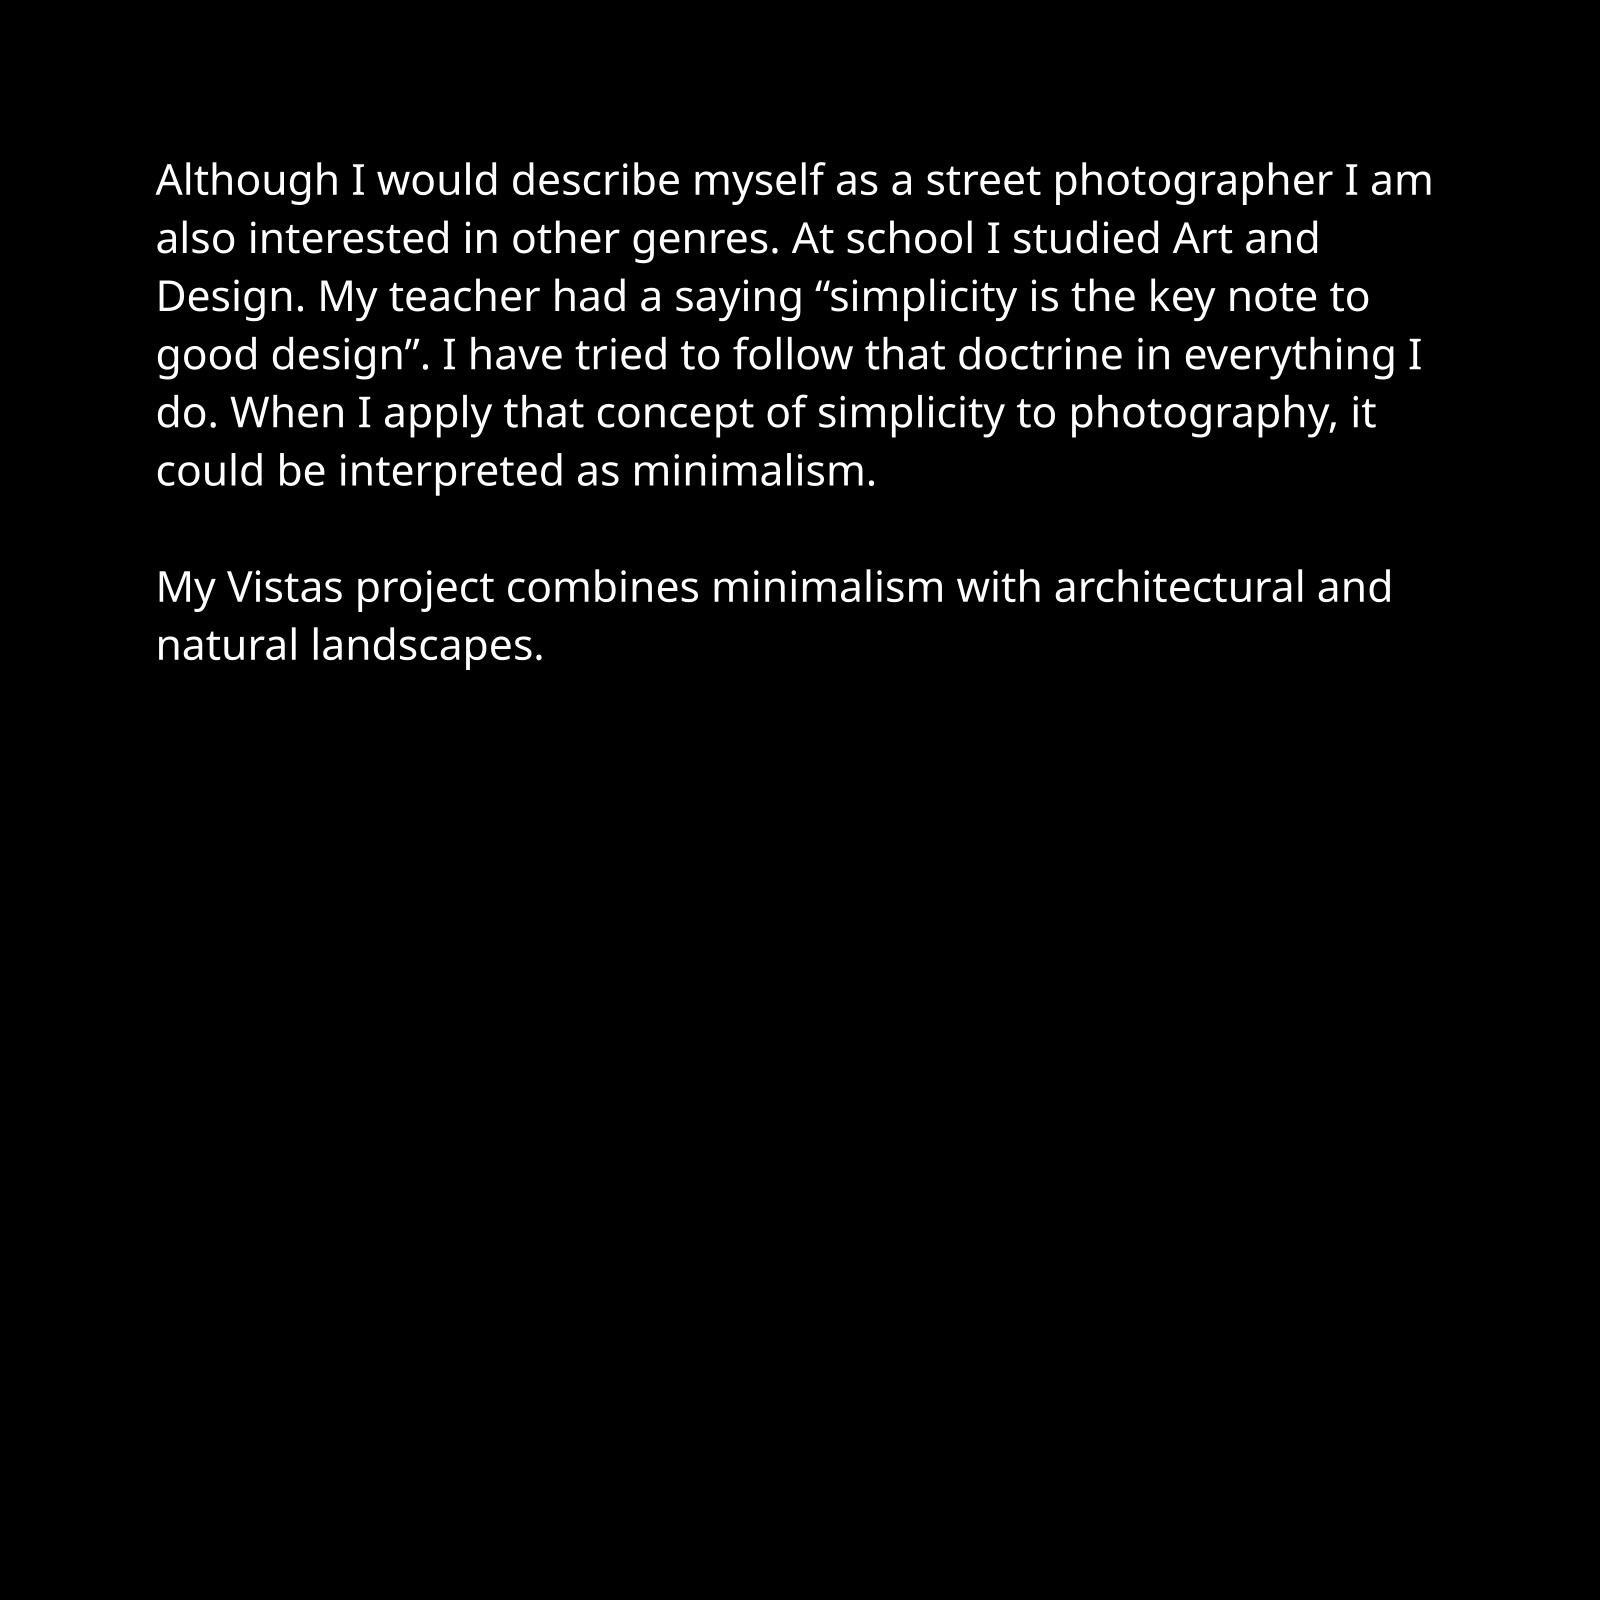 Although I would describe myself as a street photographer I am
also interested in other genres. At school I studied Art and
Design. My teacher had a saying “simplicity is the key note to
good design”. I have tried to follow that doctrine in everything I
do. When I apply that concept of simplicity to photography, it
could be interpreted as minimalism.
My Vistas project combines minimalism with architectural and
natural landscapes.